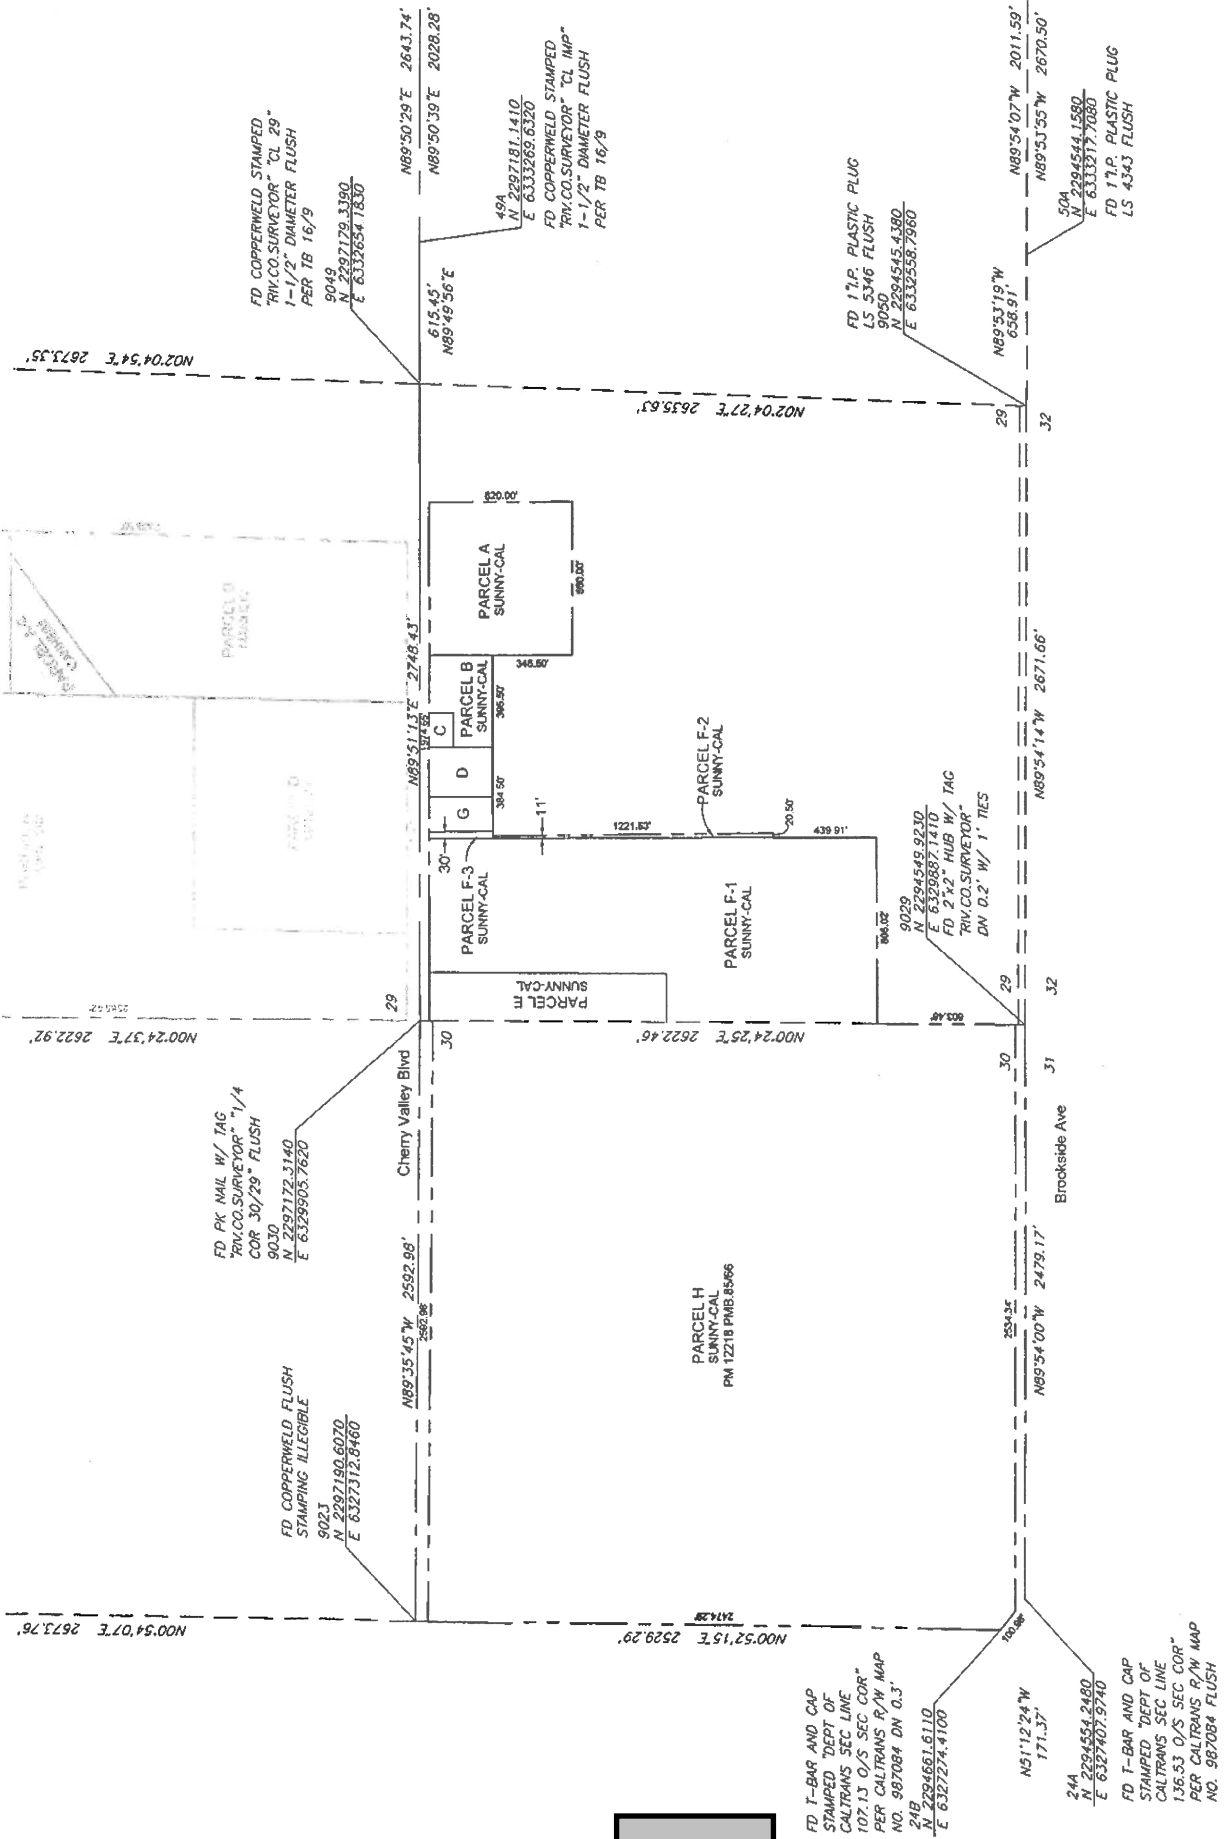 N89°50'29"E 2643.74'
N89°50'39"E 2028.28'
FD COPPERWELD STAMPED
"RIV.CO.SURVEYOR" "CL 29"
1-1/2" DIAMETER FLUSH
PER TB 16/9
9049
N 2297179.3390
E 6332654.1830
49A
N 2297181.1410
E 6333269.6320
FD COPPERWELD STAMPED
"RIV.CO.SURVEYOR" "CL IMP"
1-1/2" DIAMETER FLUSH
PER TB 16/9
615.45'
N89°49'56"E
N02°04'54"E 2673.35'
N02°04'27"E 2635.63'
N89°54'07"W 2011.59'
N89°53'55"W 2670.50'
50A
N 2294544.1580
E 6333217.7080
FD 1"I.P. PLASTIC PLUG
LS 4343 FLUSH
FD 1"I.P. PLASTIC PLUG
LS 5346 FLUSH
9050
N 2294545.4380
E 6332558.7960
N89°53'19"W
658.91'
29
32
N89°51'13"E 2748.43'
1974.65
820.00'
PARCEL A
SUNNY-CAL
660.00'
346.50'
PARCEL B
SUNNY-CAL
396.50'
C
D
G
384.50'
11'
30'
PARCEL F-3
SUNNY-CAL
1221.53'
PARCEL F-2
SUNNY-CAL
20.50'
439.91'
PARCEL F-1
SUNNY-CAL
806.02'
PARCEL E
SUNNY-CAL
N89°54'14"W 2671.66'
9029
N 2294549.9230
E 6329887.1410
FD 2"x2" HUB W/ TAG
"RIV.CO.SURVEYOR"
DN 0.2' W/ 1' TIES
29
32
603.46'
N00°24'25"E 2622.46'
N00°24'37"E 2622.92'
29
30
30
31
FD PK NAIL W/ TAG
"RIV.CO.SURVEYOR" "1/4
COR 30/29" FLUSH
9030
N 2297172.3140
E 6329905.7620
Cherry Valley Blvd
N89°35'45"W 2592.98'
2592.98'
Brookside Ave
PARCEL H
SUNNY-CAL
PM 12218 PMB 85/66
2534.34'
N89°54'00"W 2479.17'
FD COPPERWELD FLUSH
STAMPING ILLEGIBLE
9023
N 2297190.6070
E 6327312.8460
N00°54'07"E 2673.76'
N00°52'15"E 2529.29'
2474.29'
100.98'
FD T-BAR AND CAP
STAMPED "DEPT OF
CALTRANS SEC LINE
107.13 O/S SEC COR"
PER CALTRANS R/W MAP
NO. 987084 DN 0.3'
24B
N 2294661.6110
E 6327274.4100
N51°12'24"W
171.37'
24A
N 2294554.2480
E 6327407.9740
FD T-BAR AND CAP
STAMPED "DEPT OF
CALTRANS SEC LINE
136.53 O/S SEC COR"
PER CALTRANS R/W MAP
NO. 987084 FLUSH